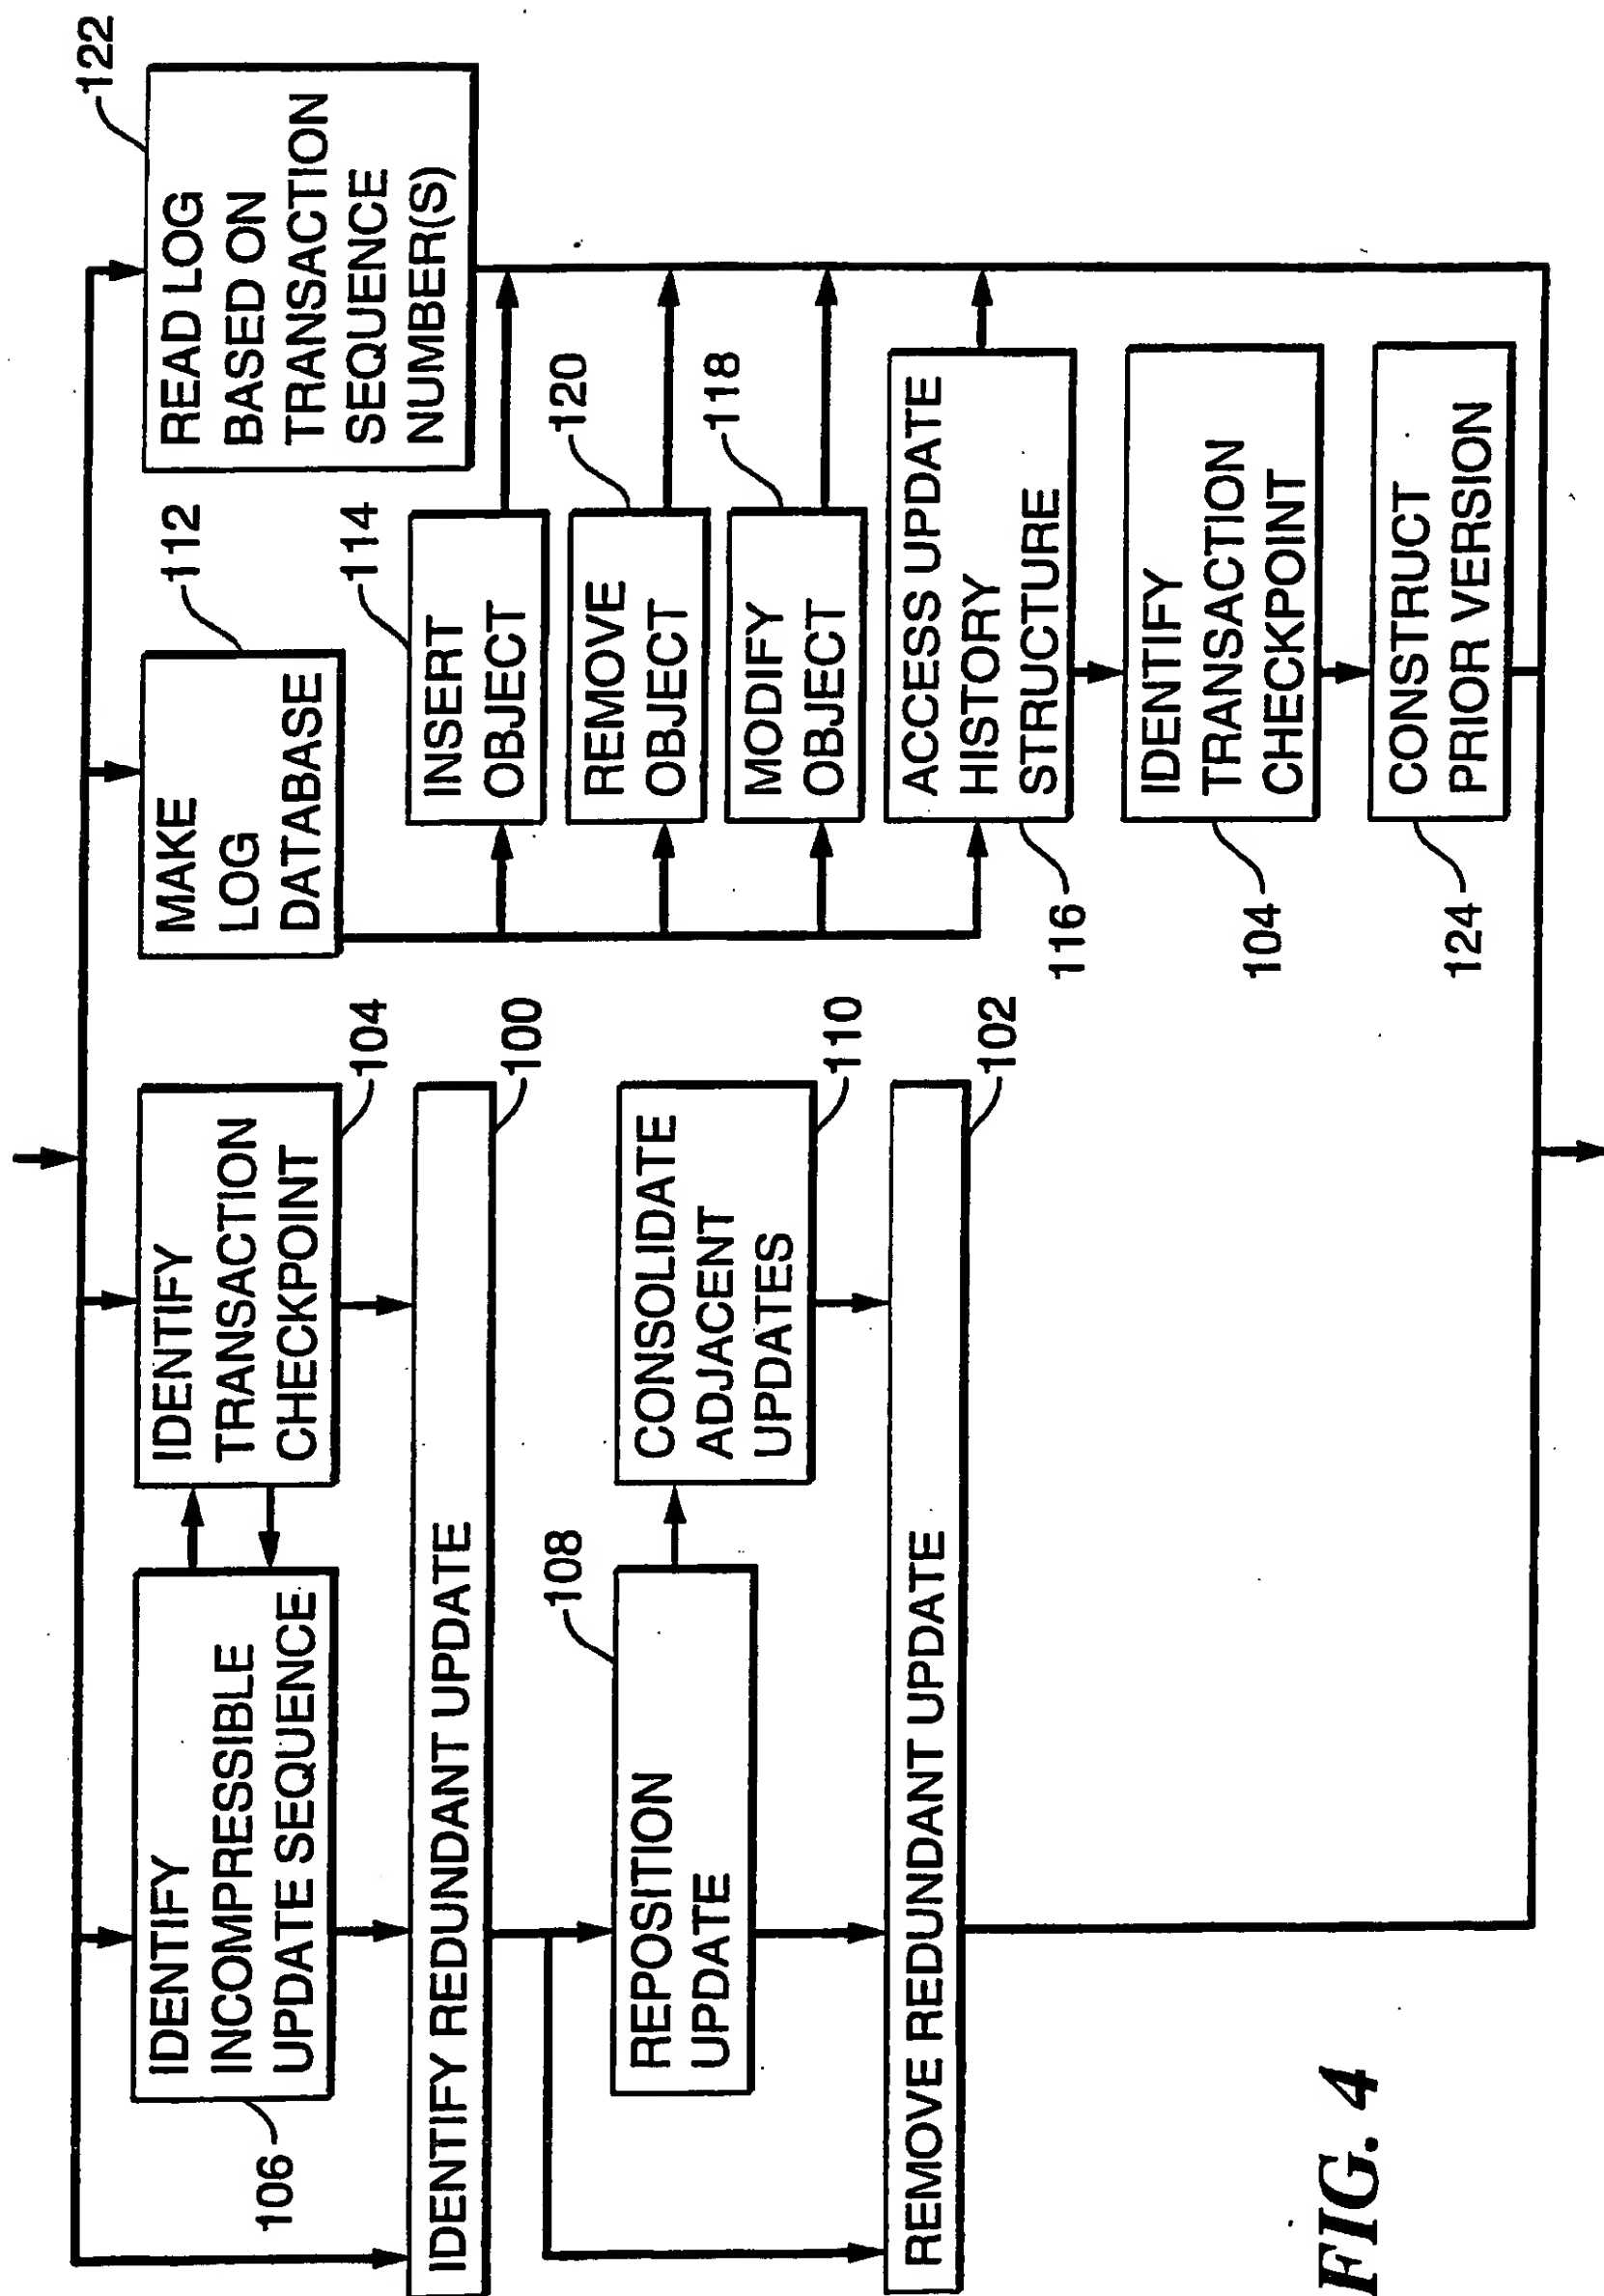 106
IDENTIFY
INCOMPRESSIBLE
UPDATE SEQUENCE
IDENTIFY
TRANSACTION
CHECKPOINT
104
MAKE
LOG
DATABASE
112
READ LOG
BASED ON
TRANSACTION
SEQUENCE
NUMBER(S)
122
IDENTIFY REDUNDANT UPDATE
100
INSERT
OBJECT
114
REPOSITION
UPDATE
108
CONSOLIDATE
ADJACENT
UPDATES
110
REMOVE
OBJECT
120
MODIFY
OBJECT
118
REMOVE REDUNDANT UPDATE
102
ACCESS UPDATE
HISTORY
STRUCTURE
116
IDENTIFY
TRANSACTION
CHECKPOINT
104
CONSTRUCT
PRIOR VERSION
124
FIG. 4